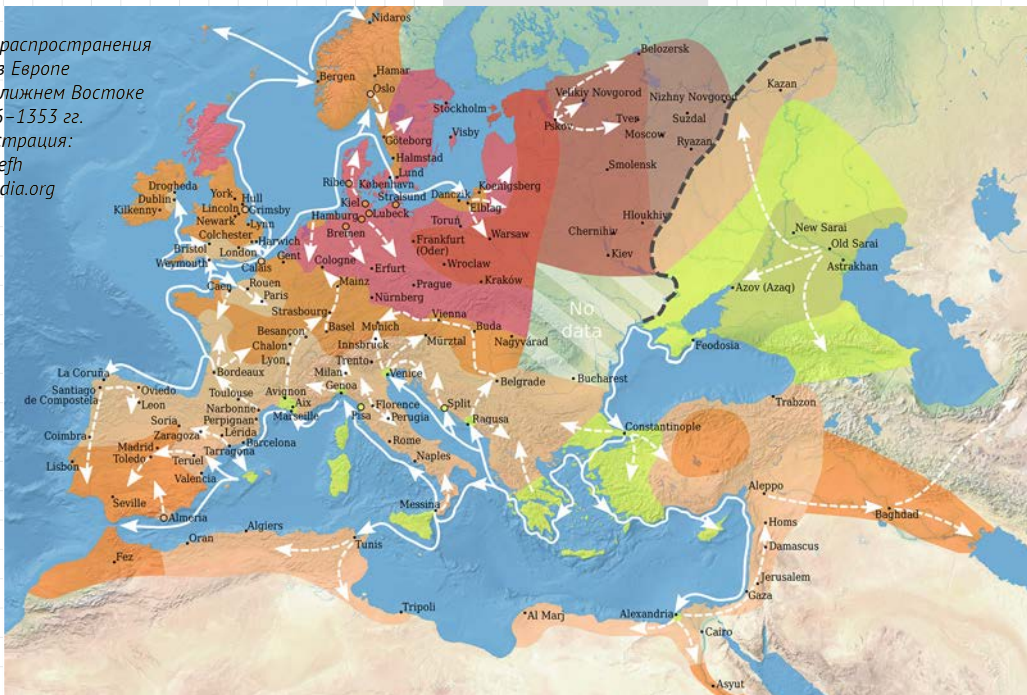 распространения
в Европе
лижнем Востоке
–1353 гг.
страция:
efh
dia.org
Nidaros
Bergen
Hamar
Oslo
Stockholm
Göteborg
Visby
Halmstad
Lund
Ribe
København
Kiel
Stralsund
Hamburg
Lübeck
Bremen
Danczik
Koenigsberg
Elbląg
Toruń
Warsaw
Frankfurt
(Oder)
Wroclaw
Kraków
Erfurt
Prague
Nürnberg
Cologne
Mainz
Belozersk
Velikiy Novgorod
Nizhny Novgorod
Pskov
Tver
Suzdal
Moscow
Ryazan
Smolensk
Hloukhiv
Chernihiv
Kiev
Kazan
New Sarai
Old Sarai
Astrakhan
Azov (Azaq)
Feodosia
No
data
Drogheda
Dublin
Kilkenny
York
Hull
Lincoln
Grimsby
Newark
Lynn
Colchester
Harwich
Bristol
London
Weymouth
Calais
Gent
Caen
Rouen
Paris
Strasbourg
Besançon
Basel
Munich
Vienna
Buda
Chalon
Innsbruck
Mürztal
Nagyvárad
Lyon
Trento
Milan
Venice
Bordeaux
Genoa
Belgrade
Bucharest
La Coruña
Santiago
de Compostela
Oviedo
Leon
Toulouse
Avignon
Aix
Marseille
Narbonne
Perpignan
Pisa
Florence
Perugia
Split
Ragusa
Soria
Zaragoza
Lérida
Barcelona
Tarragona
Coimbra
Madrid
Toledo
Teruel
Valencia
Lisbon
Seville
Almeria
Rome
Naples
Messina
Constantinople
Trabzon
Fez
Oran
Algiers
Tunis
Tripoli
Al Marj
Alexandria
Cairo
Asyut
Aleppo
Homs
Damascus
Jerusalem
Gaza
Baghdad